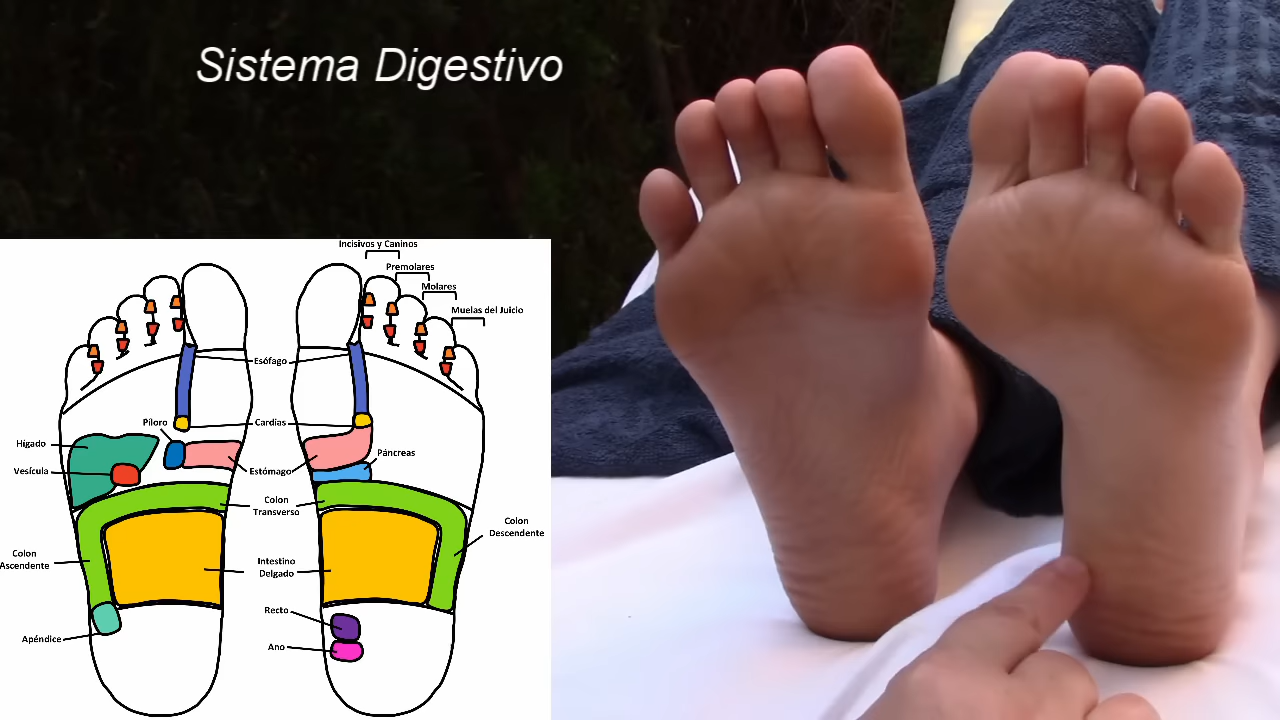 Sistema Digestivo
Incisivos y Caninos
Premolares
Molares
Muelas del Juicio
Esófago
Píloro
Cardias
Hígado
Páncreas
Vesícula
Estómago
Colon
Transverso
Colon
Descendente
Colon
Ascendente
Intestino
Delgado
Recto
Apéndice
Ano